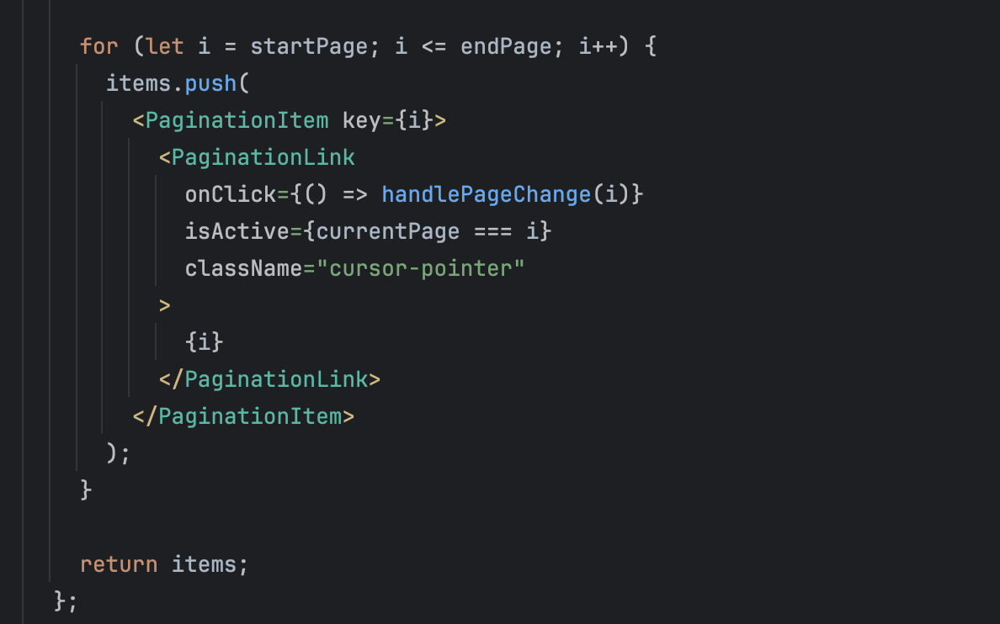 for (let i = startPage; i <= endPage; i++) {
items.push(
<PaginationItem key={i}>
<PaginationLink
onClick={() => handlePageChange(i)}
isActive={currentPage === i}
className="cursor-pointer"
>
{i}
</PaginationLink>
</PaginationItem>
);
}
return items;
};